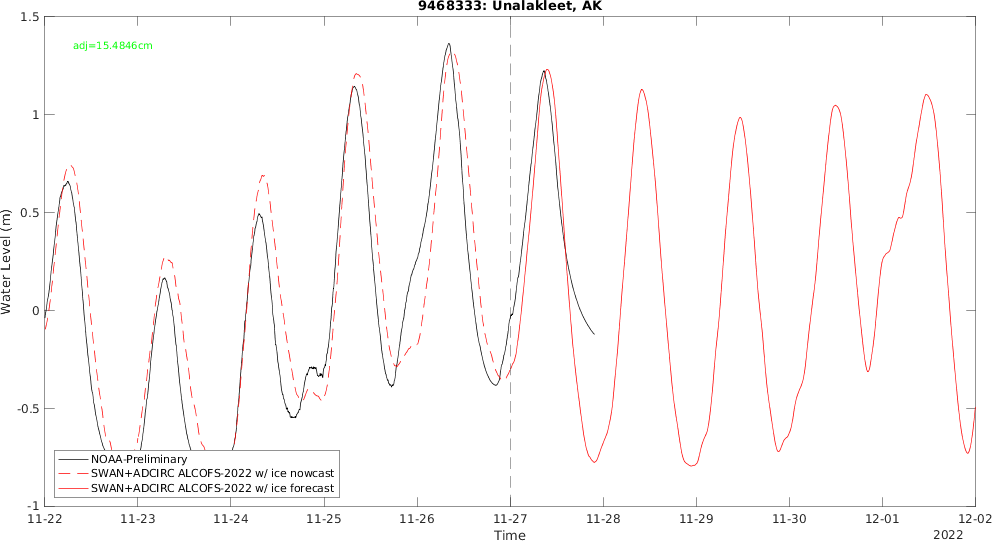 9468333: Unalakleet, AK
adj=15.4846cm
Water Level (m)
1.5
1
0.5
0
-0.5
-1
NOAA-Preliminary
SWAN+ADCIRC ALCOFS-2022 w/ ice nowcast
SWAN+ADCIRC ALCOFS-2022 w/ ice forecast
11-22 11-23 11-24 11-25 11-26 11-27 11-28 11-29 11-30 12-01 12-02
Time
2022